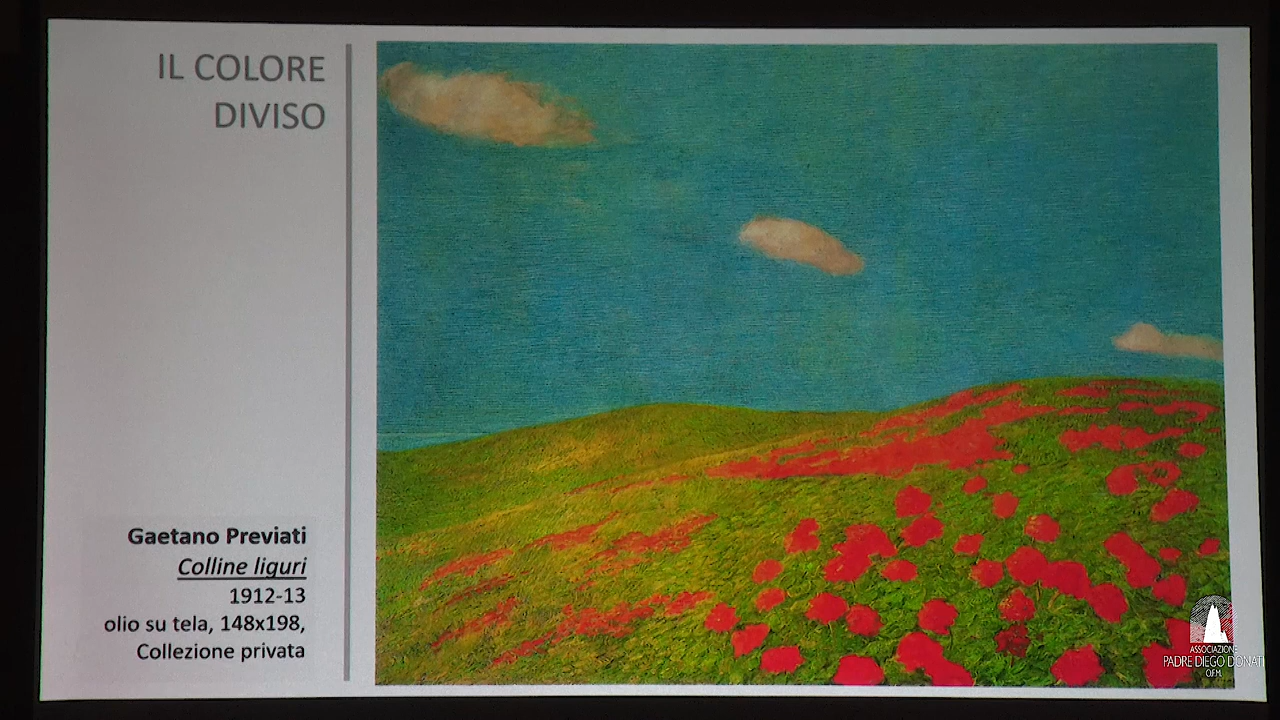 IL COLORE
DIVISO
Gaetano Previati
Colline liguri
1912-13
olio su tela, 148x198,
Collezione privata
ASSOCIAZIONE
PADRE DIEGO DONATI
O.F.M.